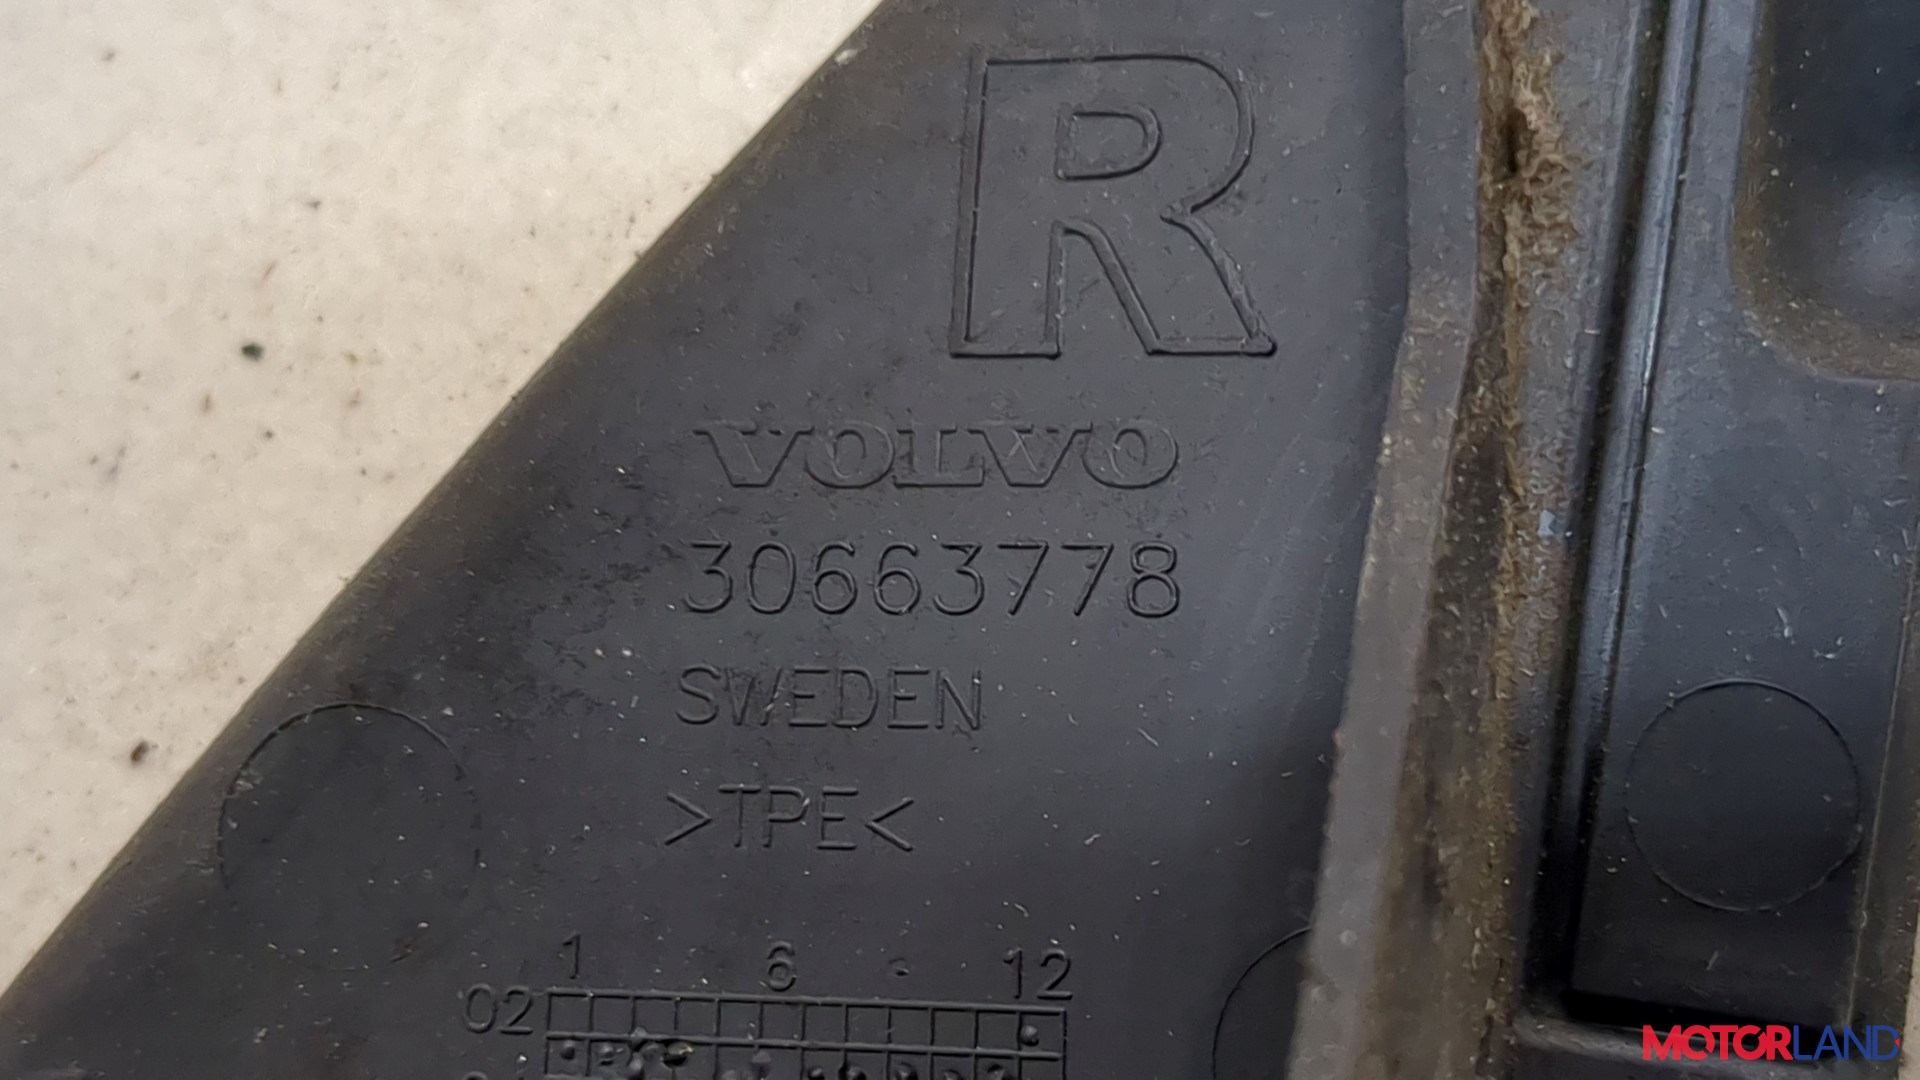 R
VOLVO
30663778
SWEDEN
>TPE<
1 6 12
02
MOTORLAND